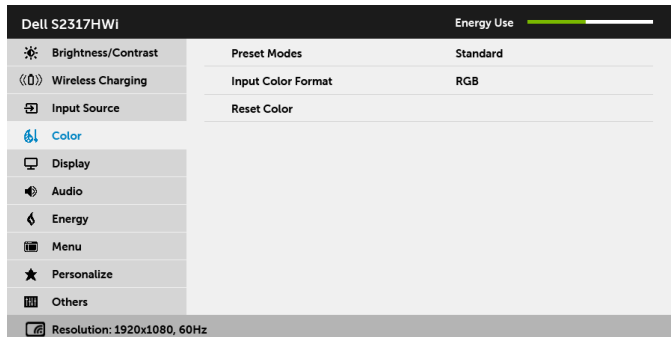 Dell S2317HWi Energy Use
Brightness/Contrast Preset Modes Standard
Wireless Charging Input Color Format RGB
Input Source Reset Color
Color
Display
Audio
Energy
Menu
Personalize
Others
Resolution: 1920x1080, 60Hz